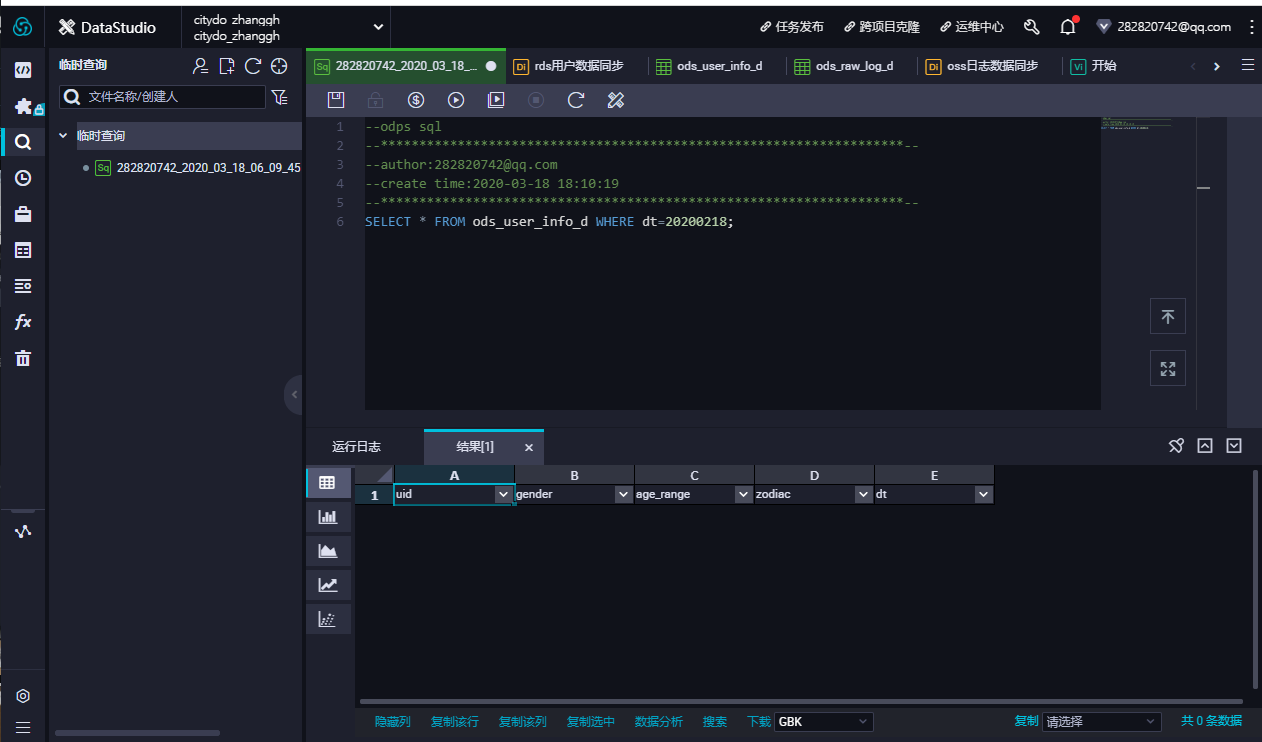 DataStudio
citydo_zhanggh
citydo_zhanggh
任务发布
跨项目克隆
运维中心
282820742@qq.com
临时查询
文件名称/创建人
临时查询
Sq 282820742_2020_03_18_06_09_45
Sq 282820742_2020_03_18_...
Di rds用户数据同步
ods_user_info_d
ods_raw_log_d
Di oss日志数据同步
Vi 开始
1 --odps sql
2 --********************************************************************--
3 --author:282820742@qq.com
4 --create time:2020-03-18 18:10:19
5 --********************************************************************--
6 SELECT * FROM ods_user_info_d WHERE dt=20200218;
运行日志
结果[1]
A B C D E
1 uid gender age_range zodiac dt
隐藏列 复制该行 复制该列 复制选中 数据分析 搜索 下载 GBK 复制 请选择 共 0 条数据